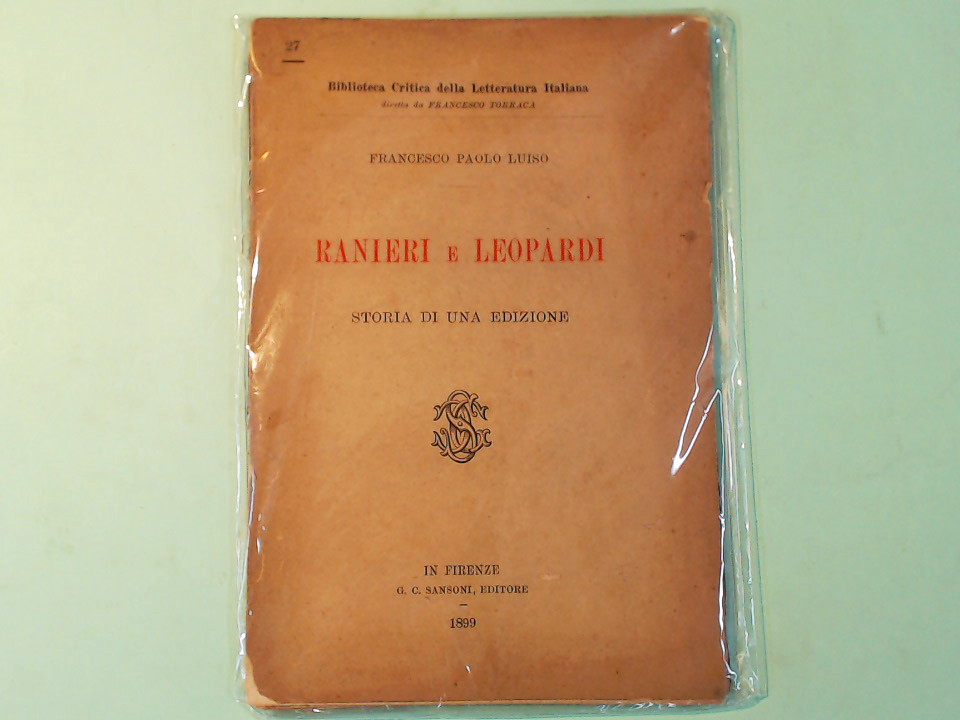 27
Biblioteca Critica della Letteratura Italiana
diretta da FRANCESCO TORRACA
FRANCESCO PAOLO LUISO
RANIERI E LEOPARDI
STORIA DI UNA EDIZIONE
IN FIRENZE
G. C. SANSONI, EDITORE
1899